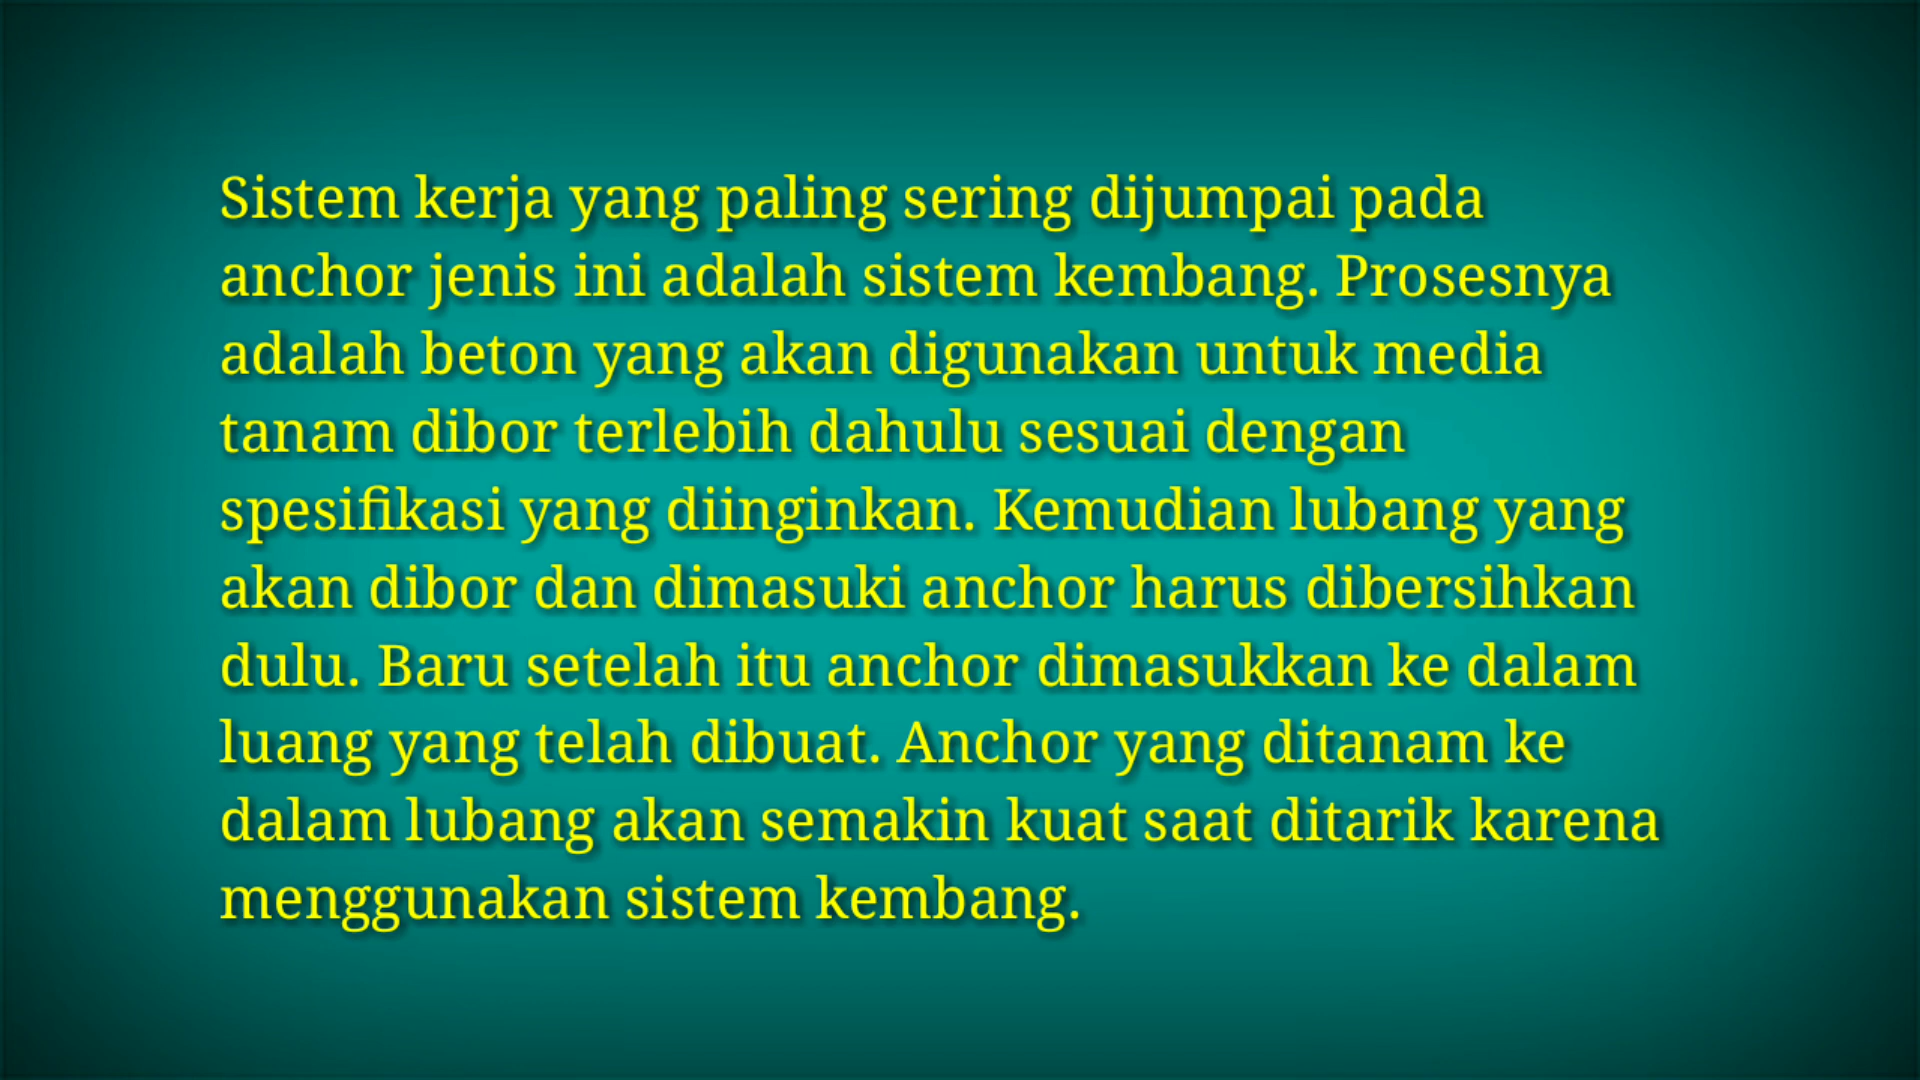 Sistem kerja yang paling sering dijumpai pada
anchor jenis ini adalah sistem kembang. Prosesnya
adalah beton yang akan digunakan untuk media
tanam dibor terlebih dahulu sesuai dengan
spesifikasi yang diinginkan. Kemudian lubang yang
akan dibor dan dimasuki anchor harus dibersihkan
dulu. Baru setelah itu anchor dimasukkan ke dalam
luang yang telah dibuat. Anchor yang ditanam ke
dalam lubang akan semakin kuat saat ditarik karena
menggunakan sistem kembang.